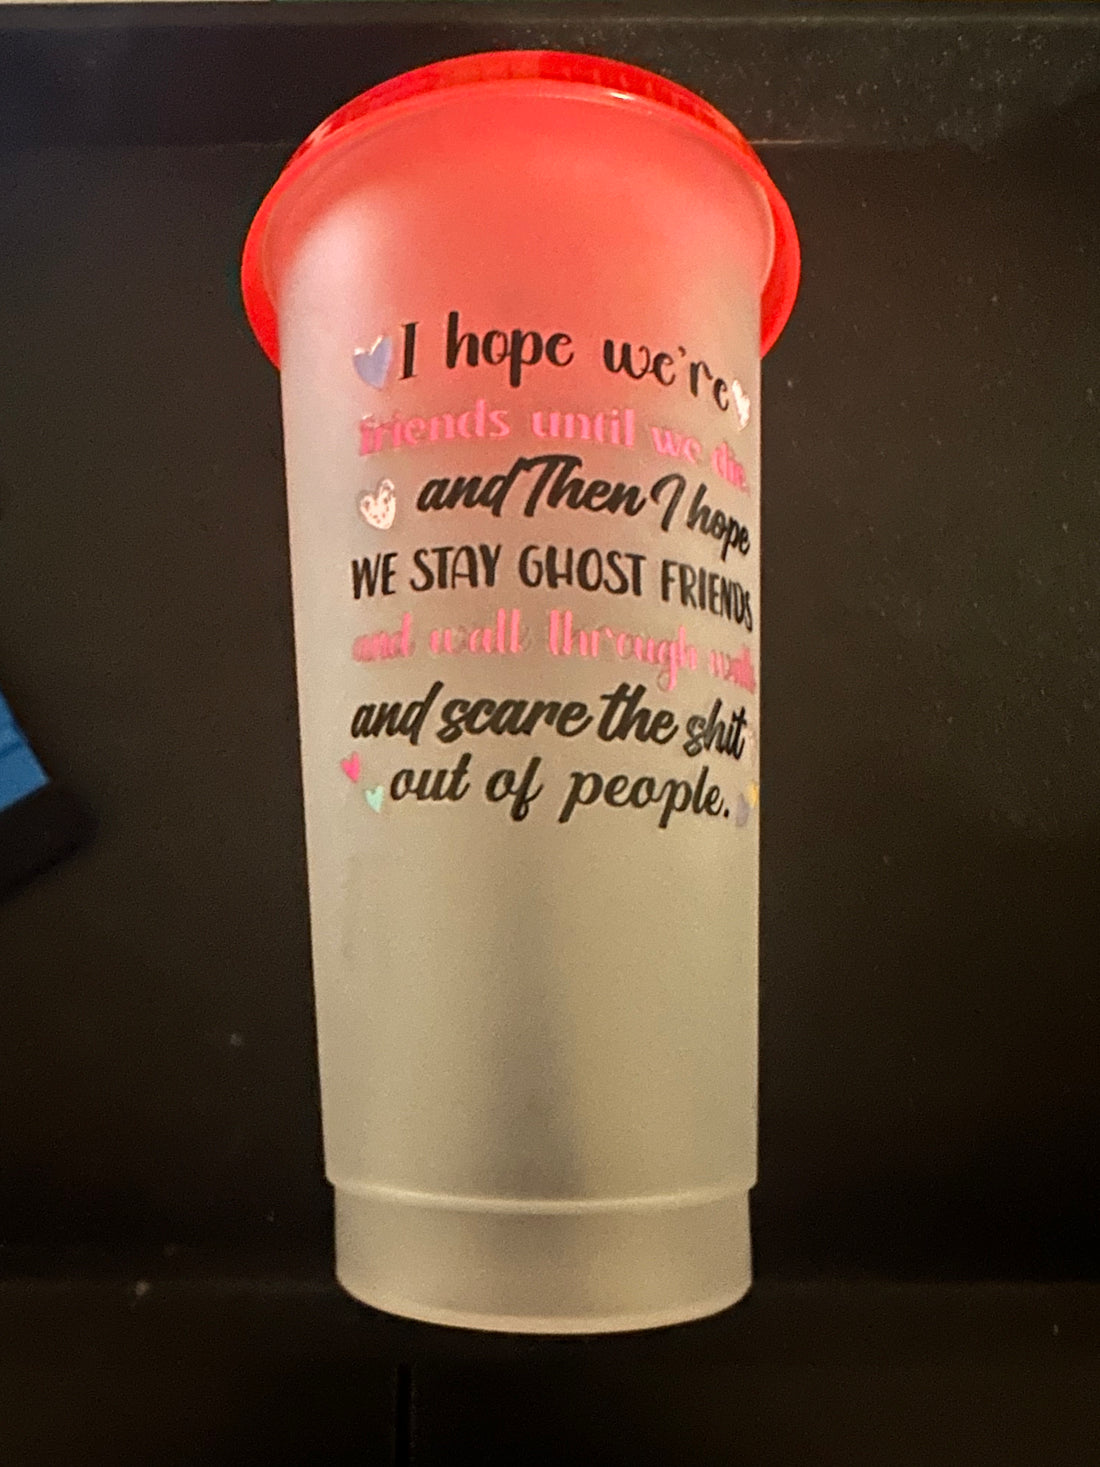 I hope we're
friends until we die.
and Then I hope
WE STAY GHOST FRIENDS
and walk through walls
and scare the shit
out of people.